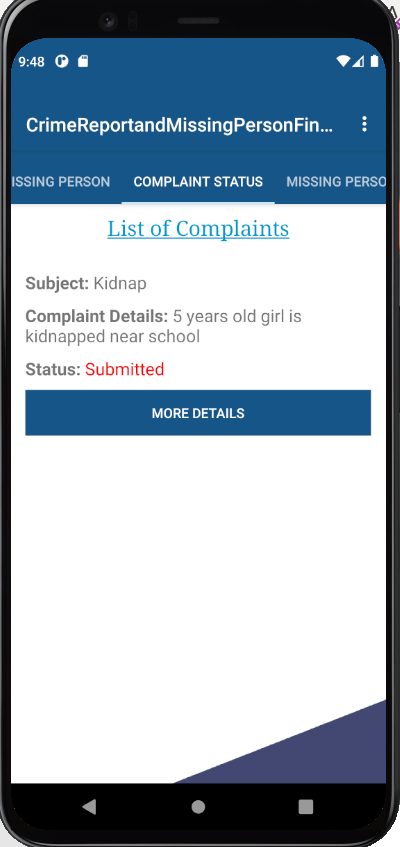 9:48
CrimeReportandMissingPersonFin...
ISSING PERSON COMPLAINT STATUS MISSING PERSO
List of Complaints
Subject: Kidnap
Complaint Details: 5 years old girl is
kidnapped near school
Status: Submitted
MORE DETAILS